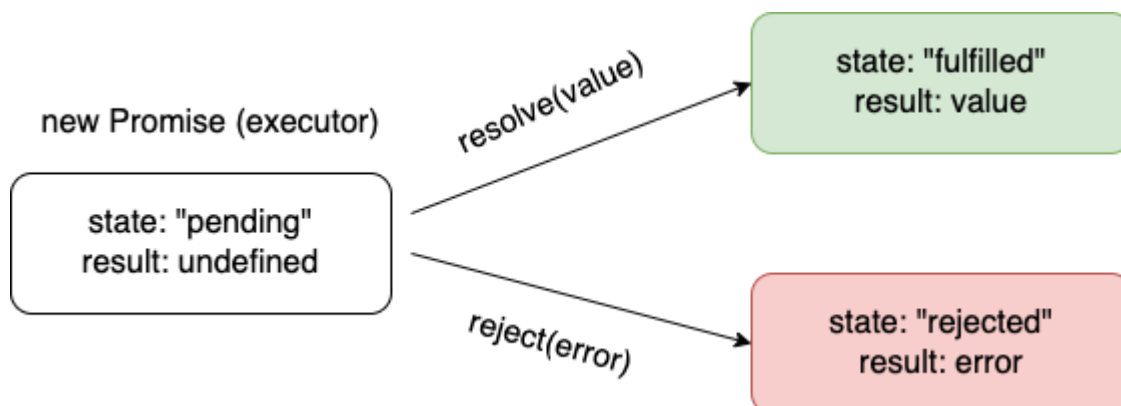 new Promise (executor)
state: "pending"
result: undefined
resolve(value)
reject(error)
state: "fulfilled"
result: value
state: "rejected"
result: error